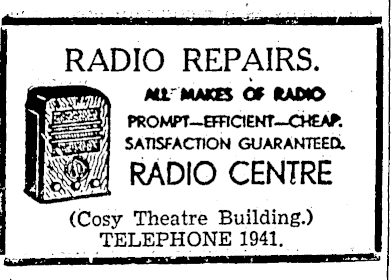 RADIO REPAIRS.
ALL MAKES OF RADIO
PROMPT—EFFICIENT—CHEAP.
SATISFACTION GUARANTEED.
RADIO CENTRE
(Cosy Theatre Building.)
TELEPHONE 1941.